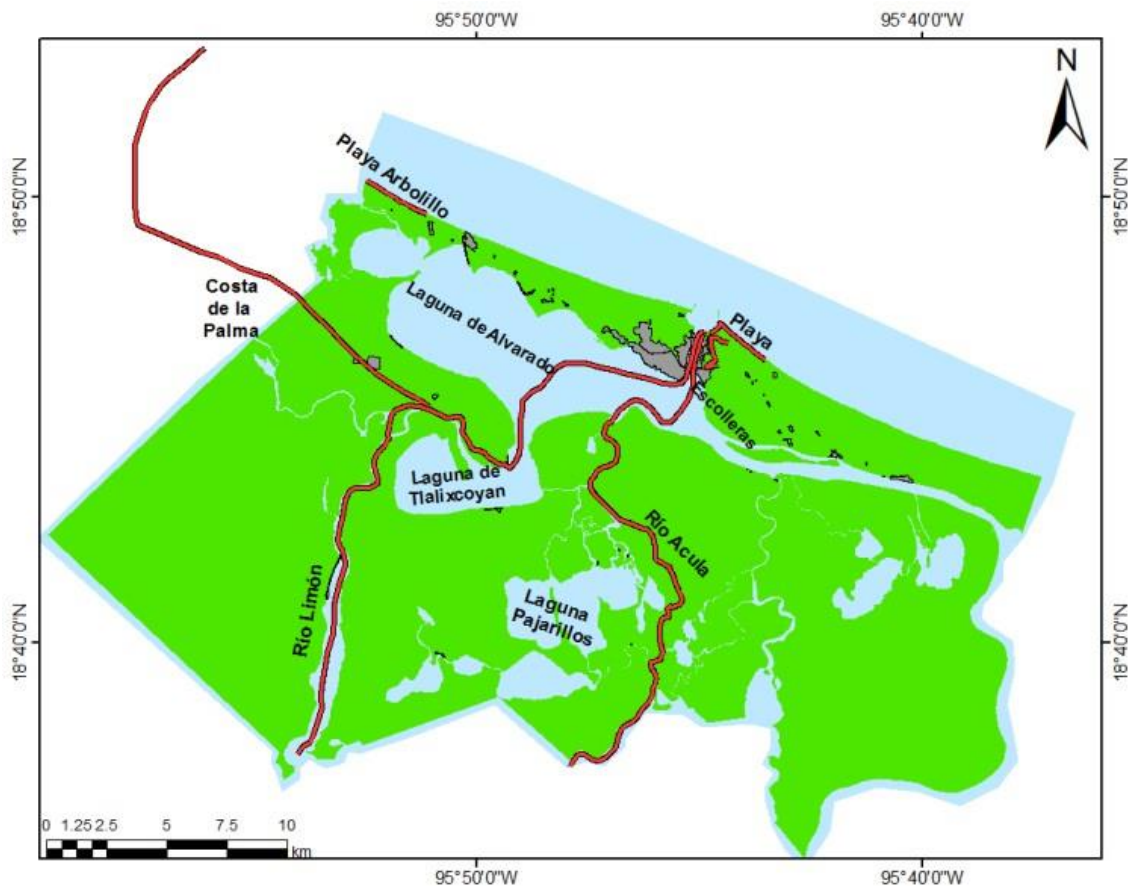 95°50'0"W
95°40'0"W
N
18°50'0"N
18°50'0"N
Playa Arbolillo
Costa
de la
Palma
Laguna de Alvarado
Playa
Escolleras
Laguna de
Tlalixcoyan
Río Limón
Río Acula
Laguna
Pajarillos
18°40'0"N
18°40'0"N
0 1.25 2.5 5 7.5 10
km
95°50'0"W
95°40'0"W